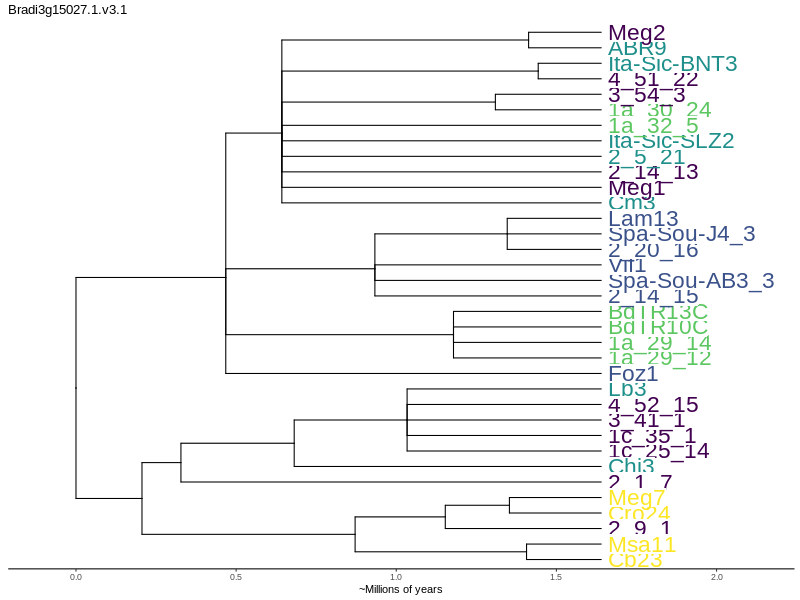 Bradi3g15027.1.v3.1
Meg2
ABR9
Ita-Sic-BNT3
4_51_22
3_54_3
1a_30_24
1a_32_5
Ita-Sic-SLZ2
2_5_21
2_14_13
Meg1
Cm3
Lam13
Spa-Sou-J4_3
2_20_16
Vil1
Spa-Sou-AB3_3
2_14_15
BdTR13C
BdTR10C
1a_29_14
1a_29_12
Foz1
Lb3
4_52_15
3_41_1
1c_35_1
1c_25_14
Chi3
2_1_7
Meg7
Cro24
2_9_1
Msa11
Cb23
0.0 0.5 1.0 1.5 2.0
~Millions of years